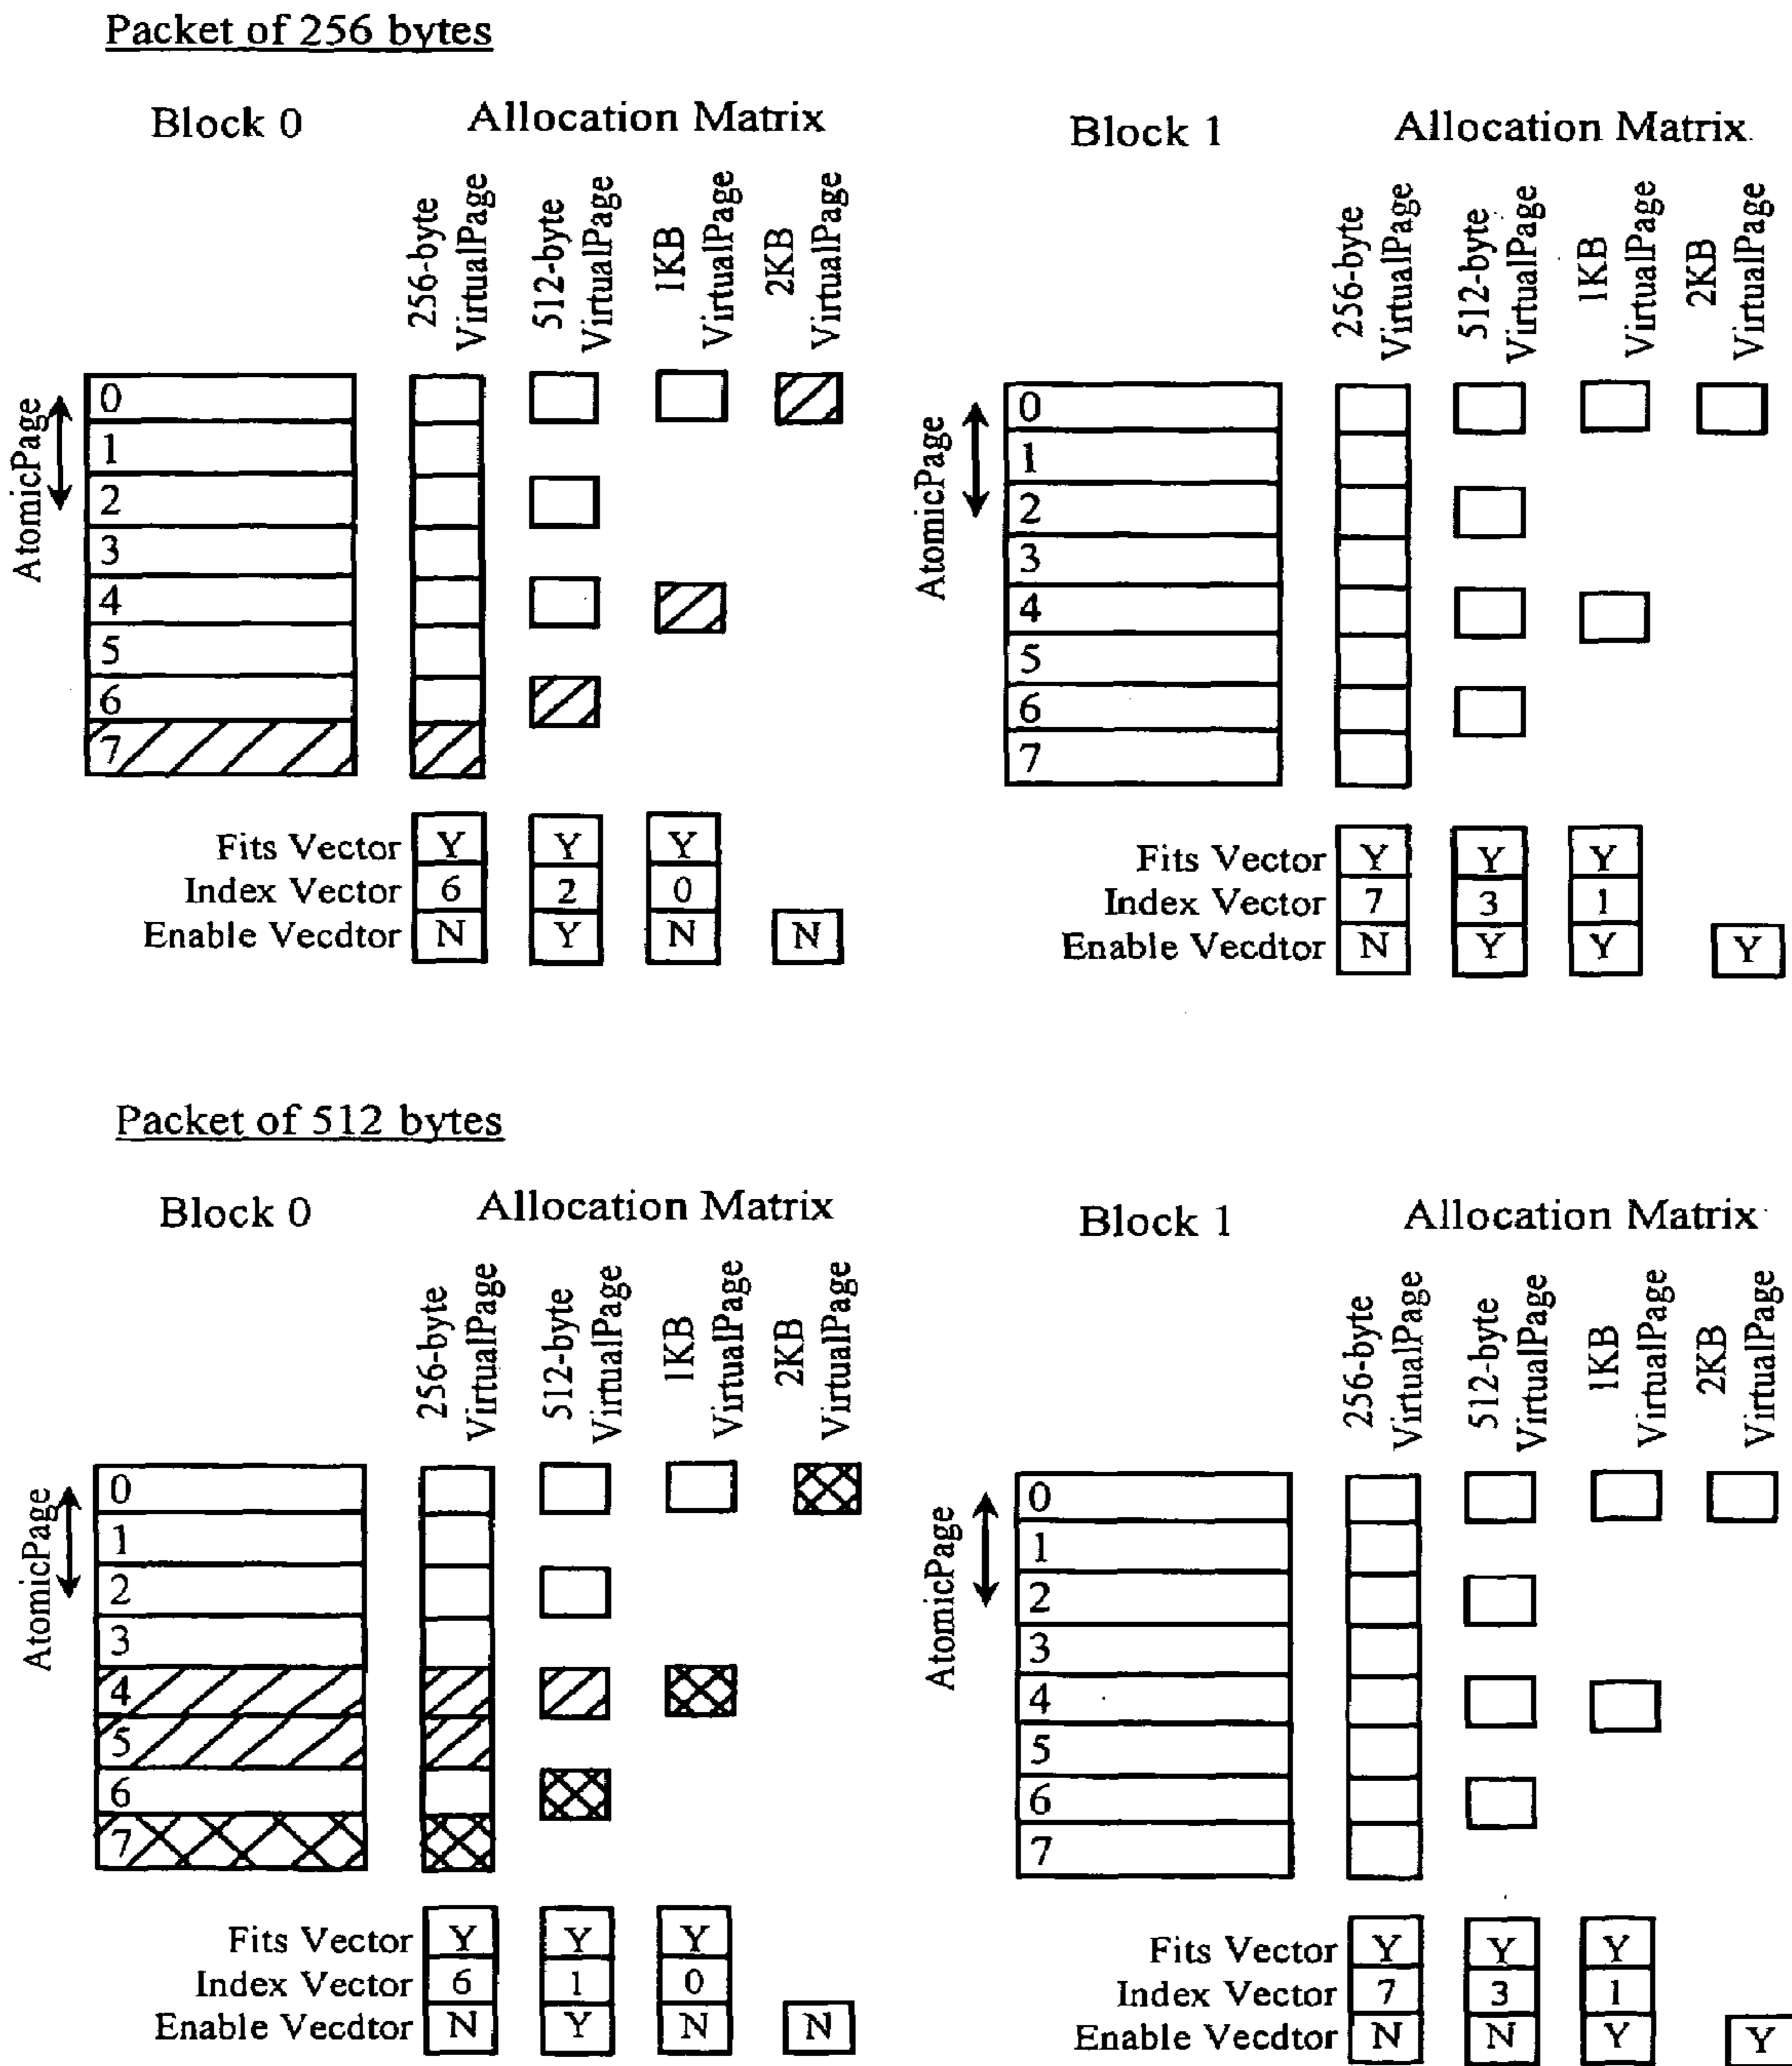 Packet of 256 bytes
Block 0
Allocation Matrix
256-byte
VirtualPage
512-byte
VirtualPage
1KB
VirtualPage
2KB
VirtualPage
AtomicPage
0
1
2
3
4
5
6
7
Fits Vector Y Y Y
Index Vector 6 2 0
Enable Vecdtor N Y N N
Block 1
Allocation Matrix
256-byte
VirtualPage
512-byte
VirtualPage
1KB
VirtualPage
2KB
VirtualPage
AtomicPage
0
1
2
3
4
5
6
7
Fits Vector Y Y Y
Index Vector 7 3 1
Enable Vecdtor N Y Y Y
Packet of 512 bytes
Block 0
Allocation Matrix
256-byte
VirtualPage
512-byte
VirtualPage
1KB
VirtualPage
2KB
VirtualPage
AtomicPage
0
1
2
3
4
5
6
7
Fits Vector Y Y Y
Index Vector 6 1 0
Enable Vecdtor N Y N N
Block 1
Allocation Matrix
256-byte
VirtualPage
512-byte
VirtualPage
1KB
VirtualPage
2KB
VirtualPage
AtomicPage
0
1
2
3
4
5
6
7
Fits Vector Y Y Y
Index Vector 7 3 1
Enable Vecdtor N N Y Y